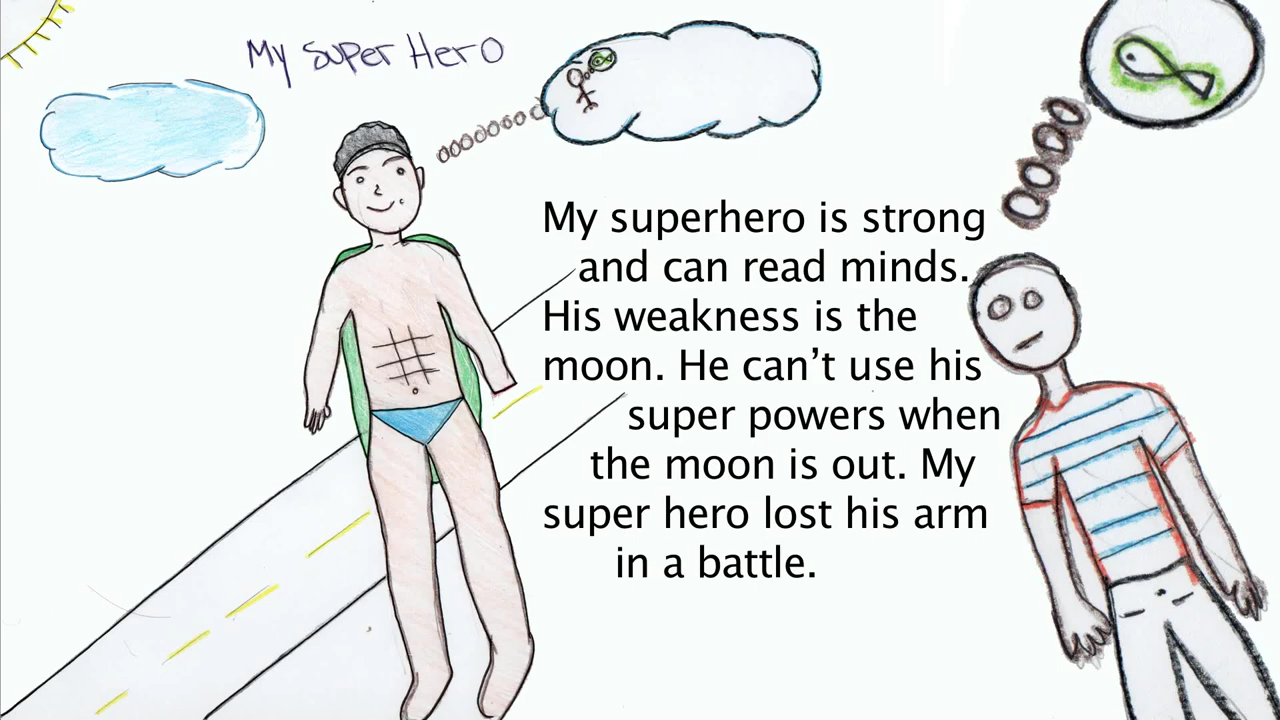 My Super Hero
My superhero is strong
and can read minds.
His weakness is the
moon. He can’t use his
super powers when
the moon is out. My
super hero lost his arm
in a battle.